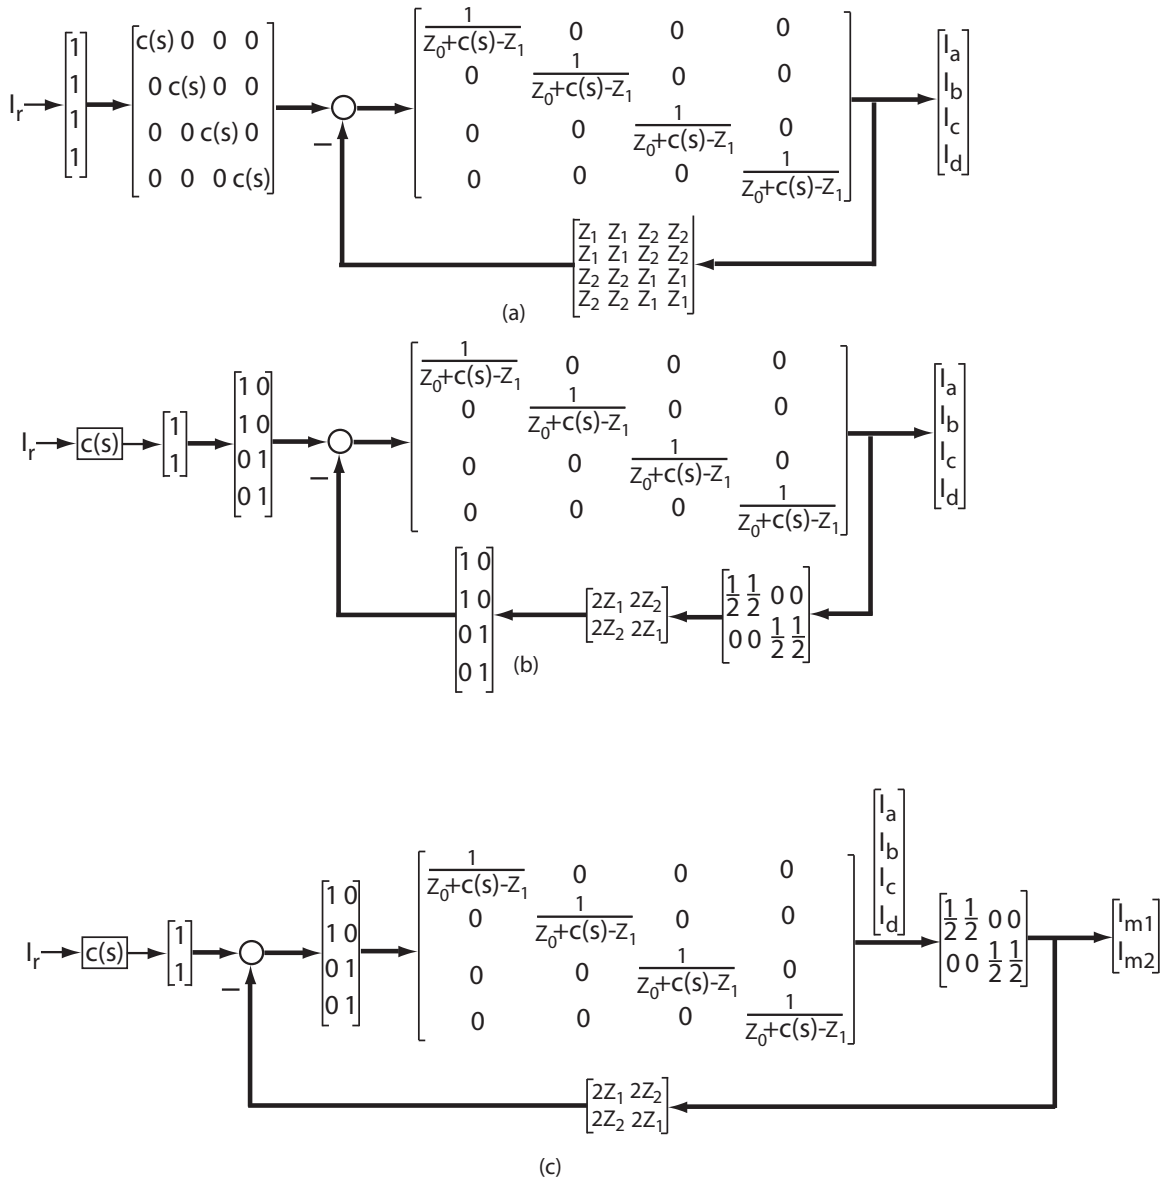 I_r → [1 1 1 1] → [c(s) 0 0 0; 0 c(s) 0 0; 0 0 c(s) 0; 0 0 0 c(s)]
−
1/(Z_0+c(s)-Z_1) 0 0 0
0 1/(Z_0+c(s)-Z_1) 0 0
0 0 1/(Z_0+c(s)-Z_1) 0
0 0 0 1/(Z_0+c(s)-Z_1)
I_a
I_b
I_c
I_d
Z_1 Z_1 Z_2 Z_2
Z_1 Z_1 Z_2 Z_2
Z_2 Z_2 Z_1 Z_1
Z_2 Z_2 Z_1 Z_1
(a)
I_r → c(s) → [1 1]
1 0
1 0
0 1
0 1
−
1/(Z_0+c(s)-Z_1) 0 0 0
0 1/(Z_0+c(s)-Z_1) 0 0
0 0 1/(Z_0+c(s)-Z_1) 0
0 0 0 1/(Z_0+c(s)-Z_1)
I_a
I_b
I_c
I_d
1 0
1 0
0 1
0 1
2Z_1 2Z_2
2Z_2 2Z_1
1/2 1/2 0 0
0 0 1/2 1/2
(b)
I_r → c(s) → [1 1]
−
1 0
1 0
0 1
0 1
1/(Z_0+c(s)-Z_1) 0 0 0
0 1/(Z_0+c(s)-Z_1) 0 0
0 0 1/(Z_0+c(s)-Z_1) 0
0 0 0 1/(Z_0+c(s)-Z_1)
I_a
I_b
I_c
I_d
1/2 1/2 0 0
0 0 1/2 1/2
I_m1
I_m2
2Z_1 2Z_2
2Z_2 2Z_1
(c)